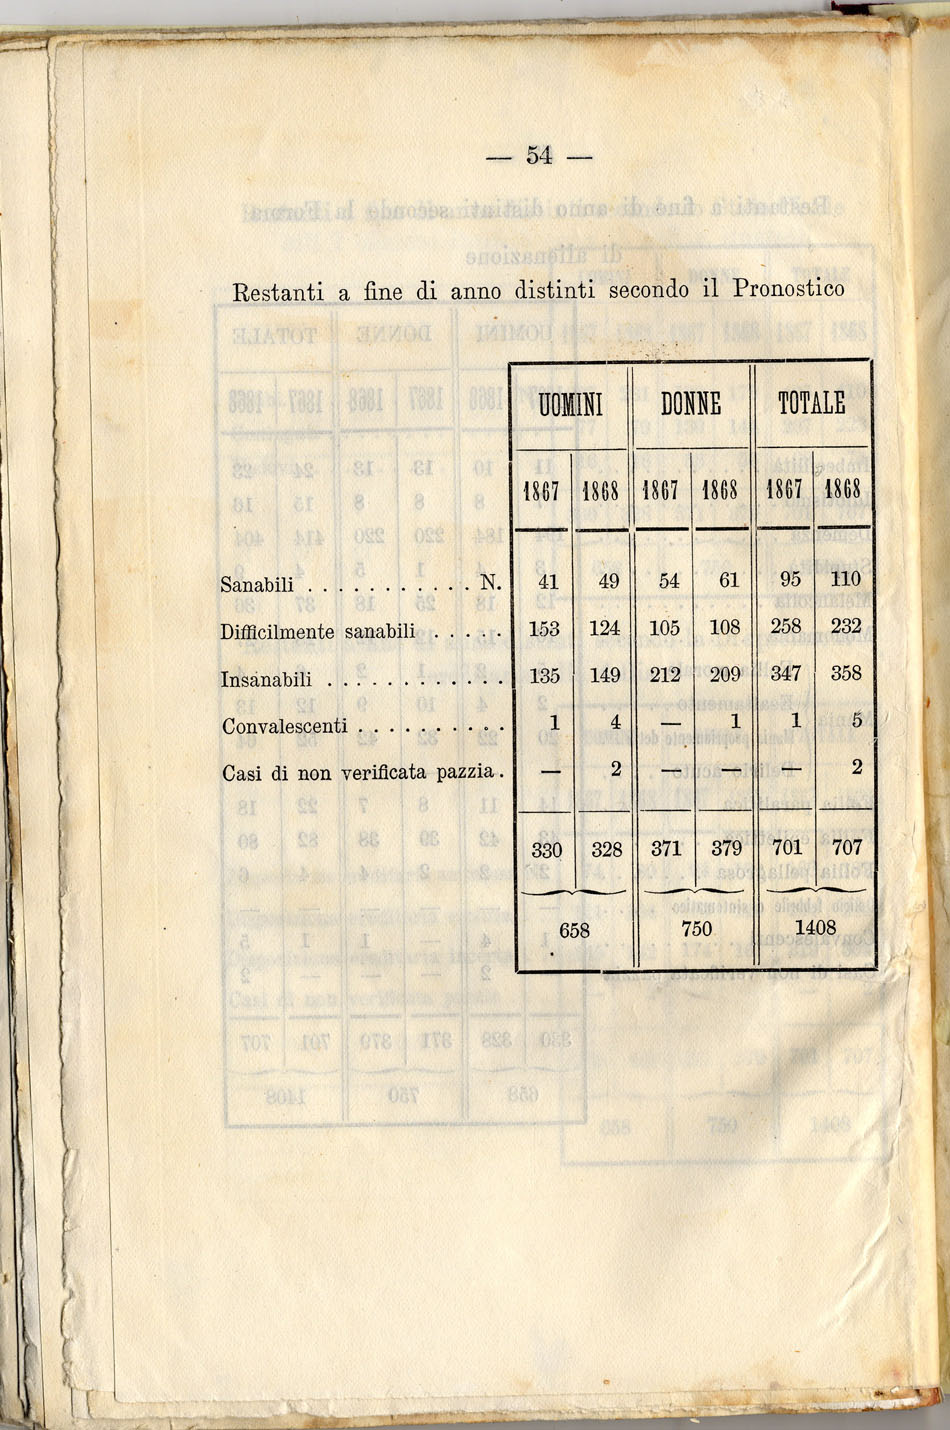 — 54 —
Restanti a fine di anno distinti secondo il Pronostico
UOMINI DONNE TOTALE
1867 1868 1867 1868 1867 1868
Sanabili . . . . . . . . . . . . N. 41 49 54 61 95 110
Difficilmente sanabili . . . . . 153 124 105 108 258 232
Insanabili . . . . . . . . . . . . 135 149 212 209 347 358
Convalescenti . . . . . . . . . . 1 4 — 1 1 5
Casi di non verificata pazzia . — 2 — — — 2
330 328 371 379 701 707
658 750 1408